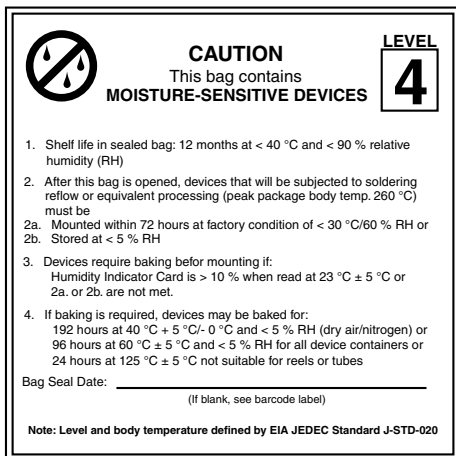 CAUTION
This bag contains
MOISTURE-SENSITIVE DEVICES
LEVEL
4
1. Shelf life in sealed bag: 12 months at < 40 °C and < 90 % relative
humidity (RH)
2. After this bag is opened, devices that will be subjected to soldering
reflow or equivalent processing (peak package body temp. 260 °C)
must be
2a. Mounted within 72 hours at factory condition of < 30 °C/60 % RH or
2b. Stored at < 5 % RH
3. Devices require baking befor mounting if:
Humidity Indicator Card is > 10 % when read at 23 °C ± 5 °C or
2a. or 2b. are not met.
4. If baking is required, devices may be baked for:
192 hours at 40 °C + 5 °C/- 0 °C and < 5 % RH (dry air/nitrogen) or
96 hours at 60 °C ± 5 °C and < 5 % RH for all device containers or
24 hours at 125 °C ± 5 °C not suitable for reels or tubes
Bag Seal Date:
(If blank, see barcode label)
Note: Level and body temperature defined by EIA JEDEC Standard J-STD-020